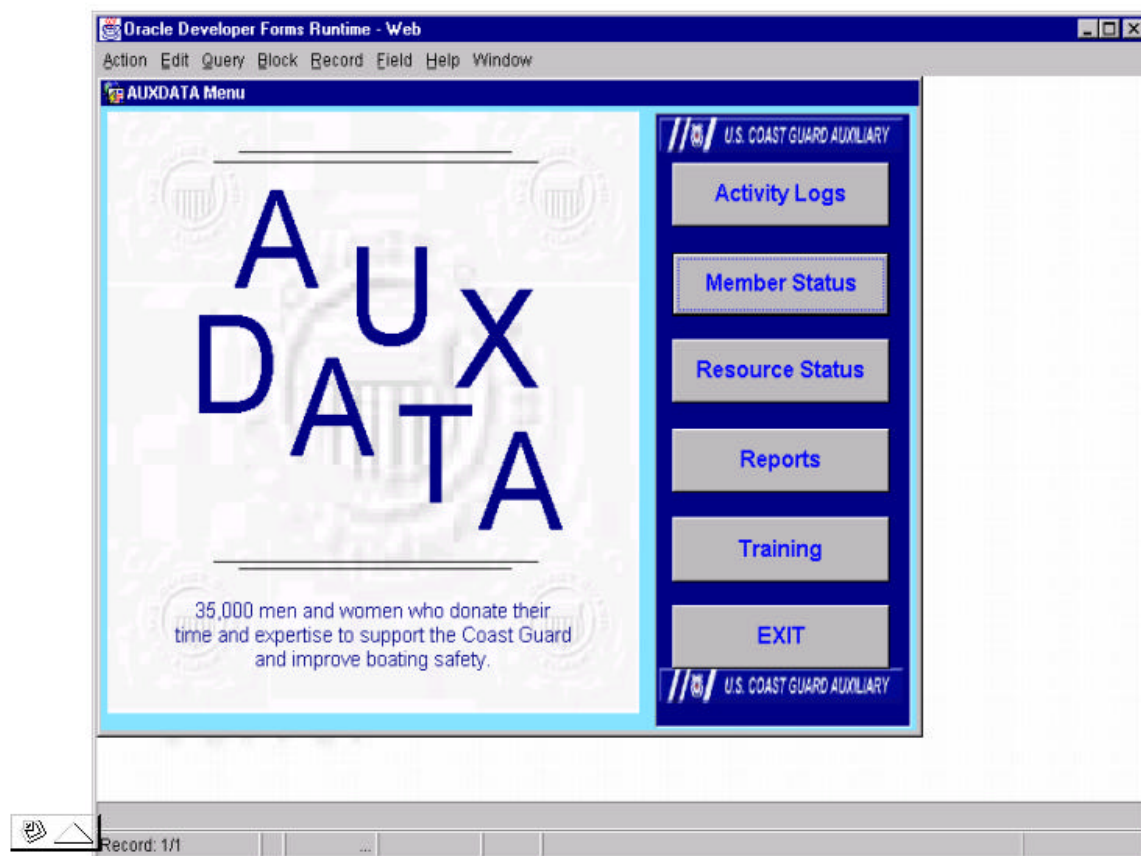 Oracle Developer Forms Runtime - Web
Action Edit Query Block Record Field Help Window
AUXDATA Menu
AUX
DATA
35,000 men and women who donate their
time and expertise to support the Coast Guard
and improve boating safety.
U.S. COAST GUARD AUXILIARY
Activity Logs
Member Status
Resource Status
Reports
Training
EXIT
U.S. COAST GUARD AUXILIARY
Record: 1/1
...